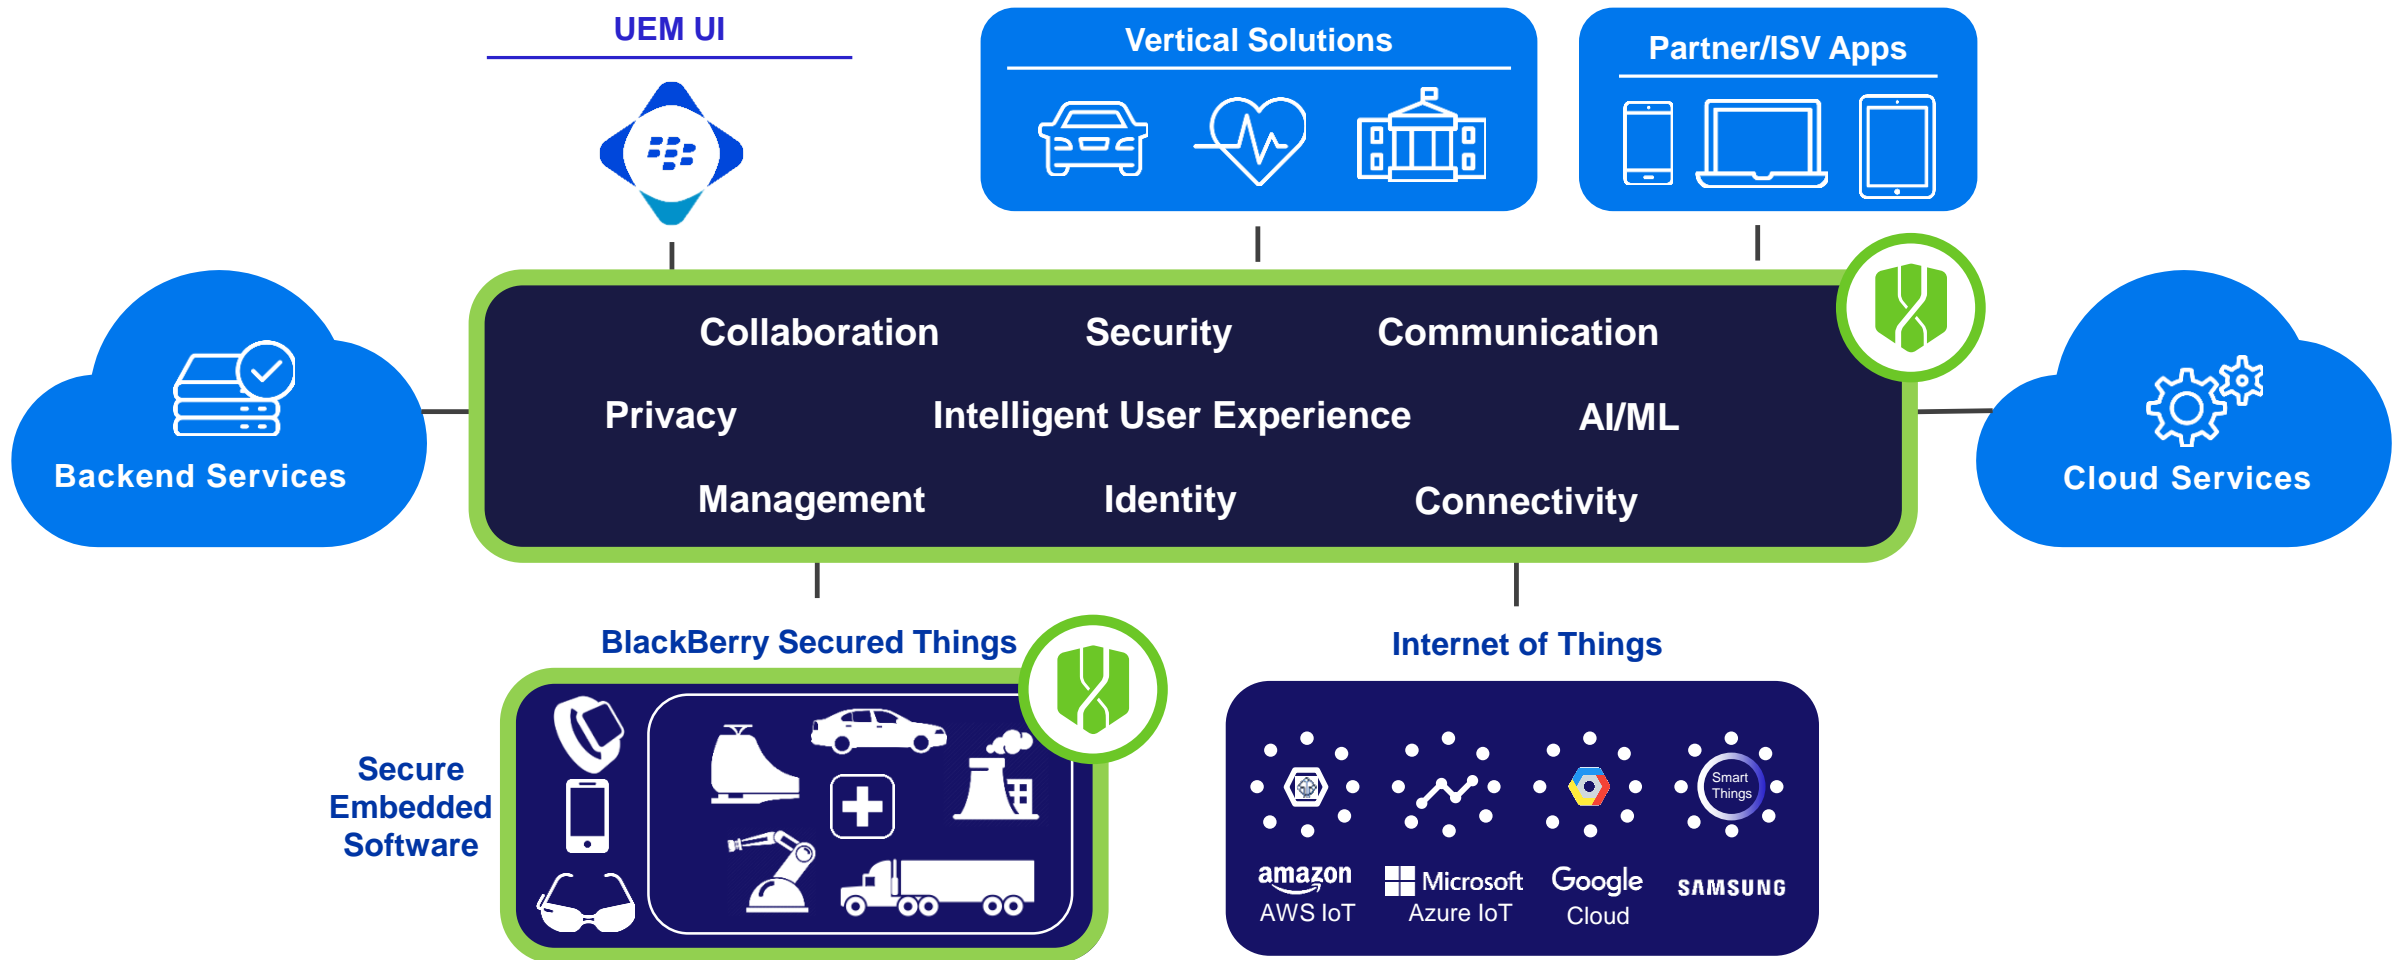 UEM UI
Vertical Solutions
Partner/ISV Apps
Collaboration
Security
Communication
Privacy
Intelligent User Experience
AI/ML
Management
Identity
Connectivity
Backend Services
Cloud Services
BlackBerry Secured Things
Internet of Things
Secure
Embedded
Software
Smart
Things
amazon
AWS IoT
Microsoft
Azure IoT
Google
Cloud
SAMSUNG